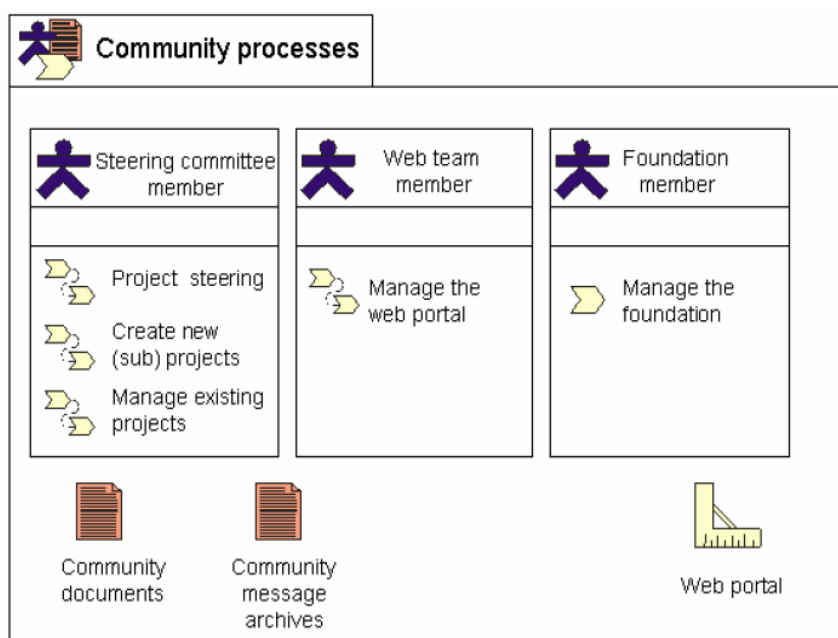 Community processes
Steering committee
member
Web team
member
Foundation
member
Project steering
Create new
(sub) projects
Manage existing
projects
Manage the
web portal
Manage the
foundation
Community
documents
Community
message
archives
Web portal